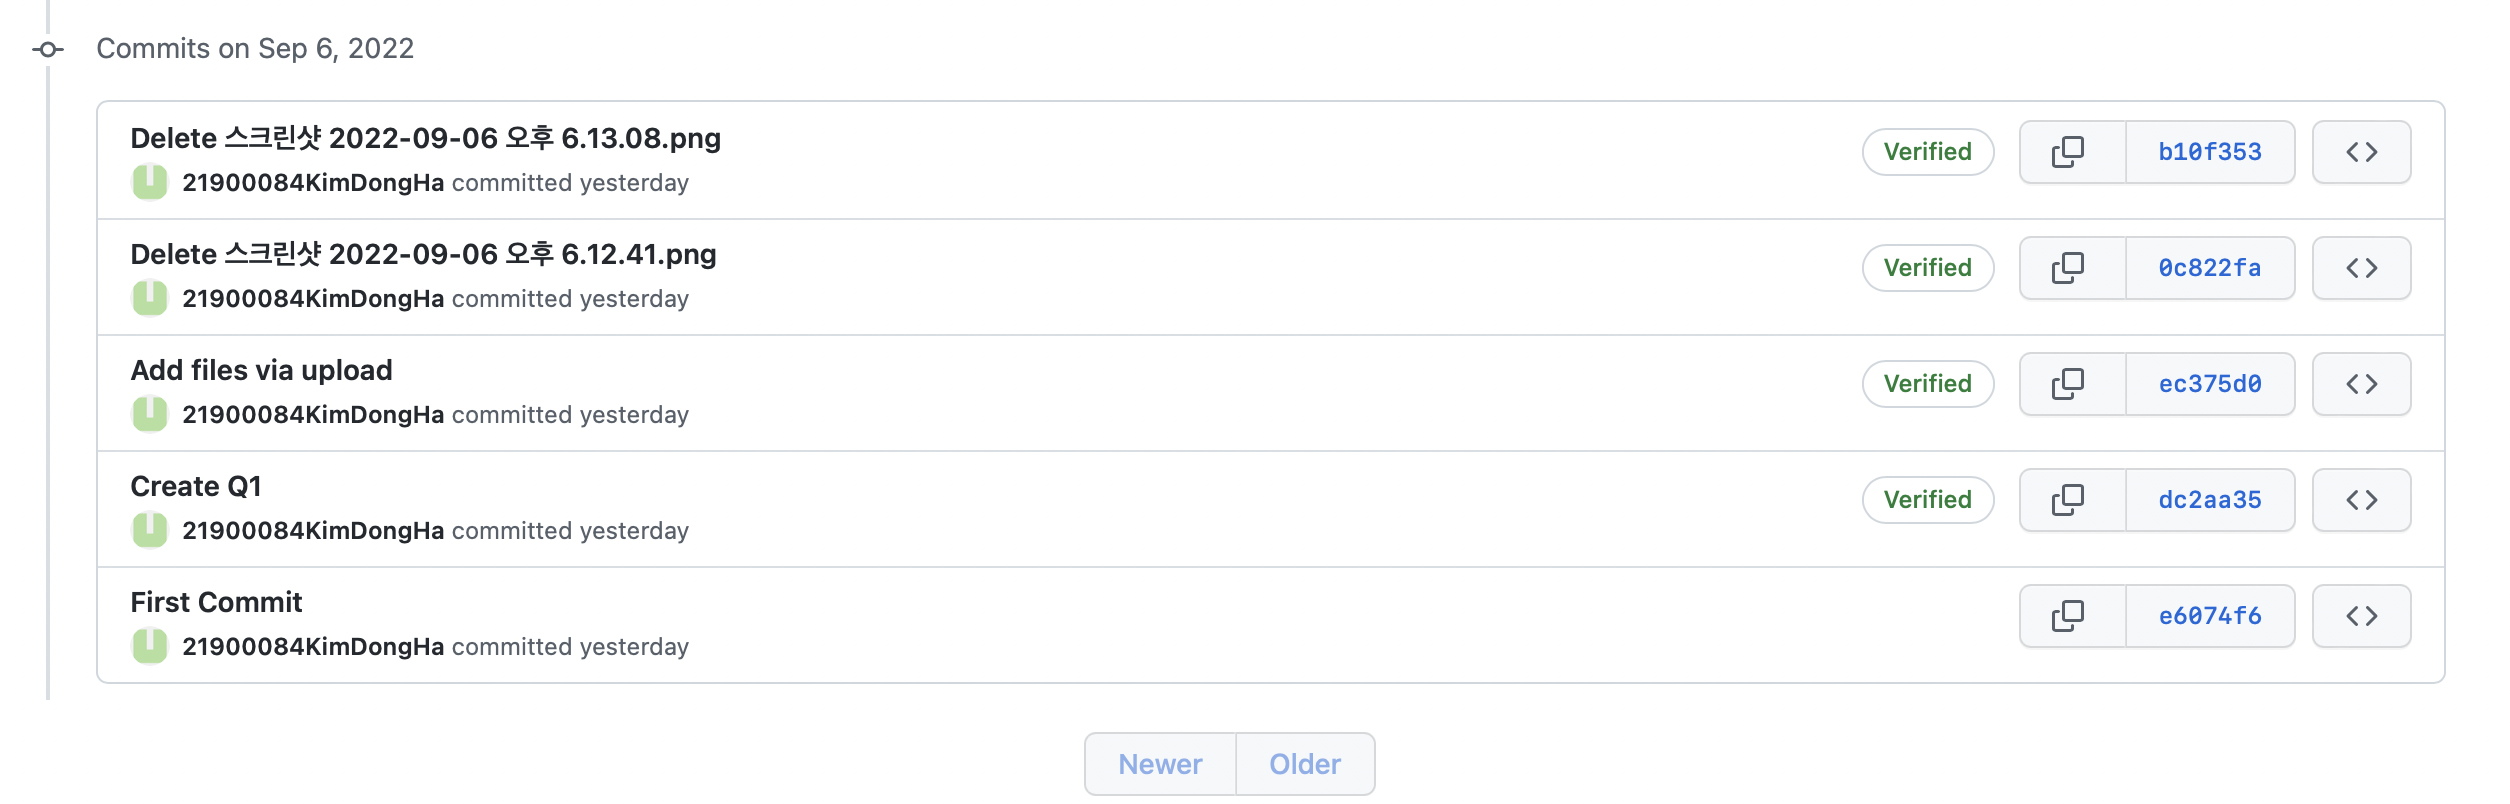 Commits on Sep 6, 2022
Delete 스크린샷 2022-09-06 오후 6.13.08.png
21900084KimDongHa committed yesterday
Verified
b10f353
Delete 스크린샷 2022-09-06 오후 6.12.41.png
21900084KimDongHa committed yesterday
Verified
0c822fa
Add files via upload
21900084KimDongHa committed yesterday
Verified
ec375d0
Create Q1
21900084KimDongHa committed yesterday
Verified
dc2aa35
First Commit
21900084KimDongHa committed yesterday
e6074f6
Newer
Older